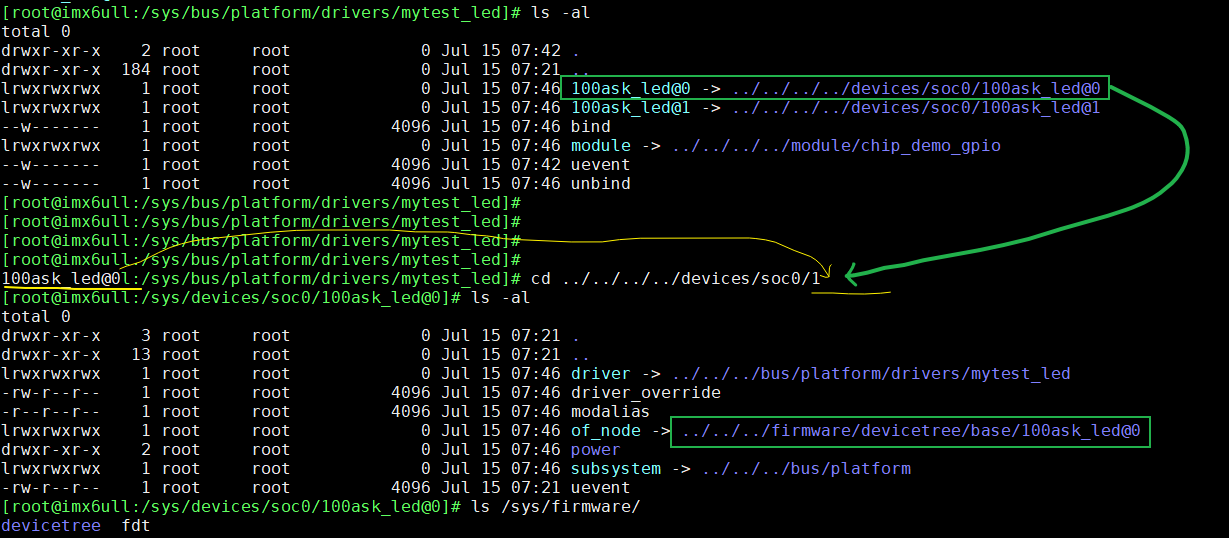 [root@imx6ull:/sys/bus/platform/drivers/mytest_led]# ls -al
total 0
drwxr-xr-x    2 root     root             0 Jul 15 07:42 .
drwxr-xr-x  184 root     root             0 Jul 15 07:21 ..
lrwxrwxrwx    1 root     root             0 Jul 15 07:46 100ask_led@0 -> ../../../../devices/soc0/100ask_led@0
lrwxrwxrwx    1 root     root             0 Jul 15 07:46 100ask_led@1 -> ../../../../devices/soc0/100ask_led@1
--w-------    1 root     root          4096 Jul 15 07:46 bind
lrwxrwxrwx    1 root     root             0 Jul 15 07:46 module -> ../../../../module/chip_demo_gpio
--w-------    1 root     root          4096 Jul 15 07:42 uevent
--w-------    1 root     root          4096 Jul 15 07:46 unbind
[root@imx6ull:/sys/bus/platform/drivers/mytest_led]#
[root@imx6ull:/sys/bus/platform/drivers/mytest_led]#
[root@imx6ull:/sys/bus/platform/drivers/mytest_led]#
[root@imx6ull:/sys/bus/platform/drivers/mytest_led]#
100ask_led@0l:/sys/bus/platform/drivers/mytest_led]# cd ../../../../devices/soc0/1
[root@imx6ull:/sys/devices/soc0/100ask_led@0]# ls -al
total 0
drwxr-xr-x    3 root     root             0 Jul 15 07:21 .
drwxr-xr-x   13 root     root             0 Jul 15 07:21 ..
lrwxrwxrwx    1 root     root             0 Jul 15 07:46 driver -> ../../../bus/platform/drivers/mytest_led
-rw-r--r--    1 root     root          4096 Jul 15 07:46 driver_override
-r--r--r--    1 root     root          4096 Jul 15 07:46 modalias
lrwxrwxrwx    1 root     root             0 Jul 15 07:46 of_node -> ../../../firmware/devicetree/base/100ask_led@0
drwxr-xr-x    2 root     root             0 Jul 15 07:46 power
lrwxrwxrwx    1 root     root             0 Jul 15 07:46 subsystem -> ../../../bus/platform
-rw-r--r--    1 root     root          4096 Jul 15 07:21 uevent
[root@imx6ull:/sys/devices/soc0/100ask_led@0]# ls /sys/firmware/
devicetree  fdt